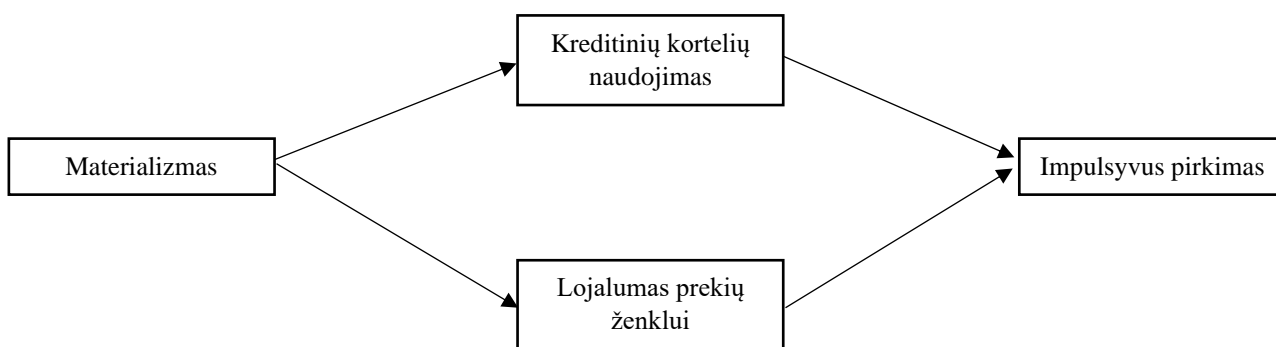 Kreditinių kortelių
naudojimas
Materializmas
Impulsyvus pirkimas
Lojalumas prekių
ženklui